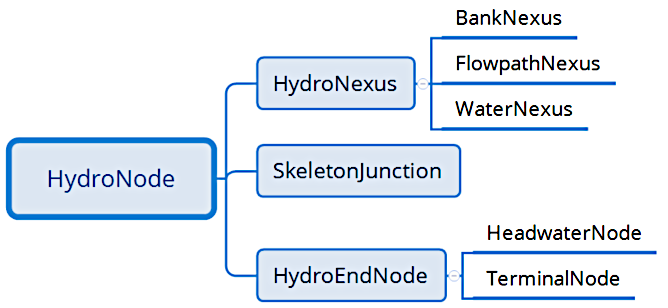 HydroNode
HydroNexus
BankNexus
FlowpathNexus
WaterNexus
SkeletonJunction
HydroEndNode
HeadwaterNode
TerminalNode